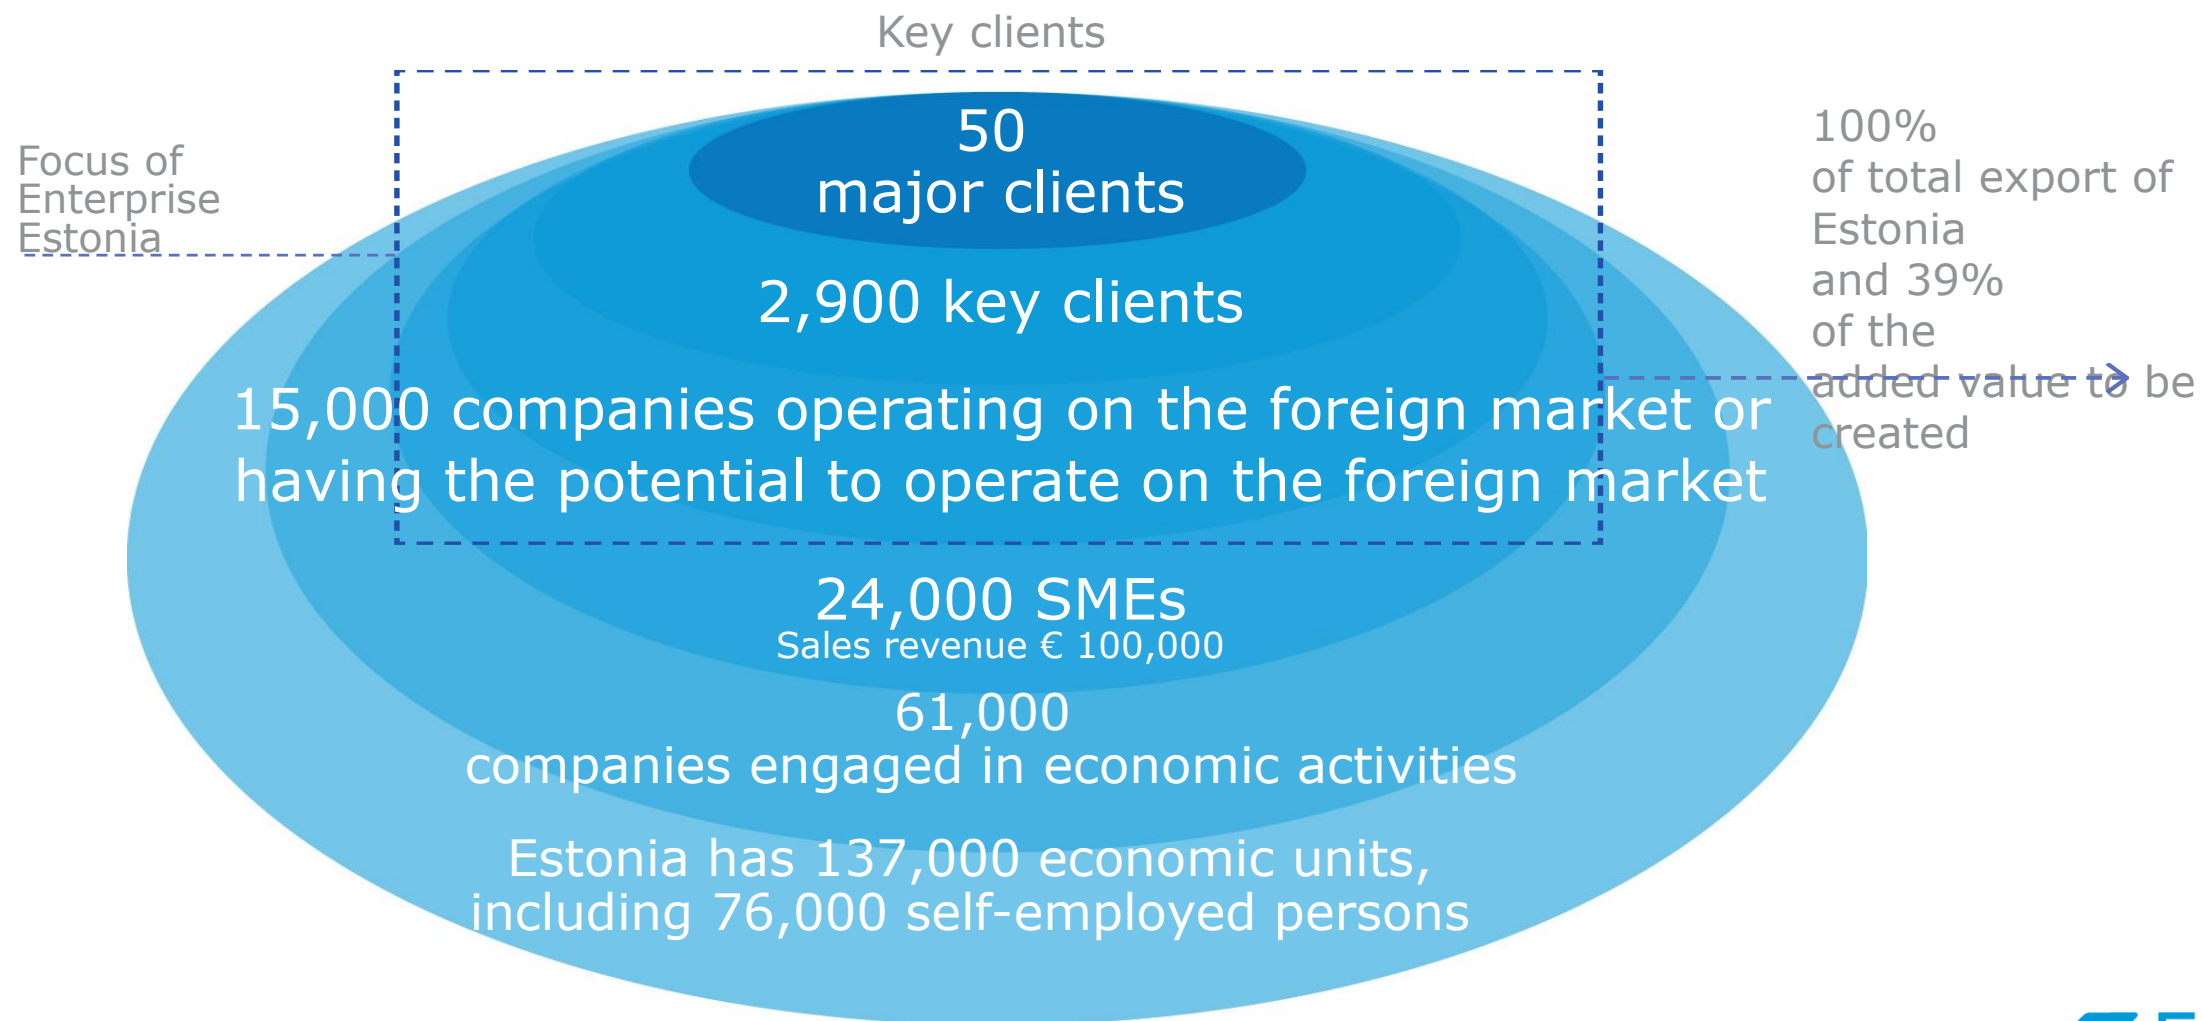 Key clients
Focus of
Enterprise
Estonia
50
major clients
2,900 key clients
15,000 companies operating on the foreign market or
having the potential to operate on the foreign market
24,000 SMEs
Sales revenue € 100,000
61,000
companies engaged in economic activities
Estonia has 137,000 economic units,
including 76,000 self-employed persons
100%
of total export of
Estonia
and 39%
of the
added value to be
created